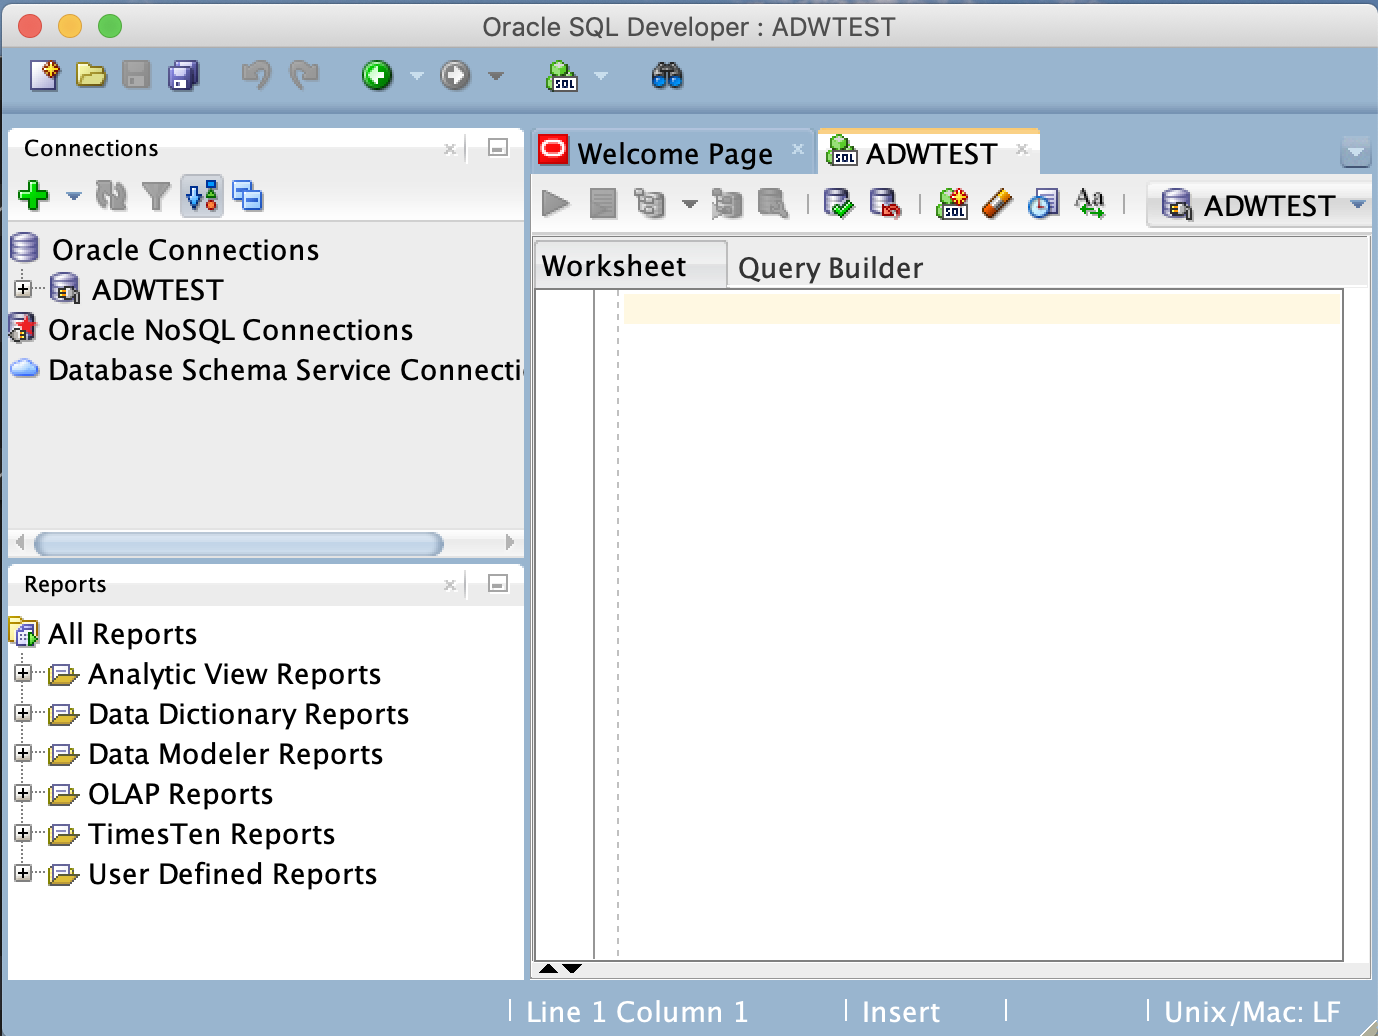 Oracle SQL Developer : ADWTEST
Connections
Welcome Page
ADWTEST
ADWTEST
Oracle Connections
ADWTEST
Oracle NoSQL Connections
Database Schema Service Connecti
Worksheet
Query Builder
Reports
All Reports
Analytic View Reports
Data Dictionary Reports
Data Modeler Reports
OLAP Reports
TimesTen Reports
User Defined Reports
Line 1 Column 1
Insert
Unix/Mac: LF